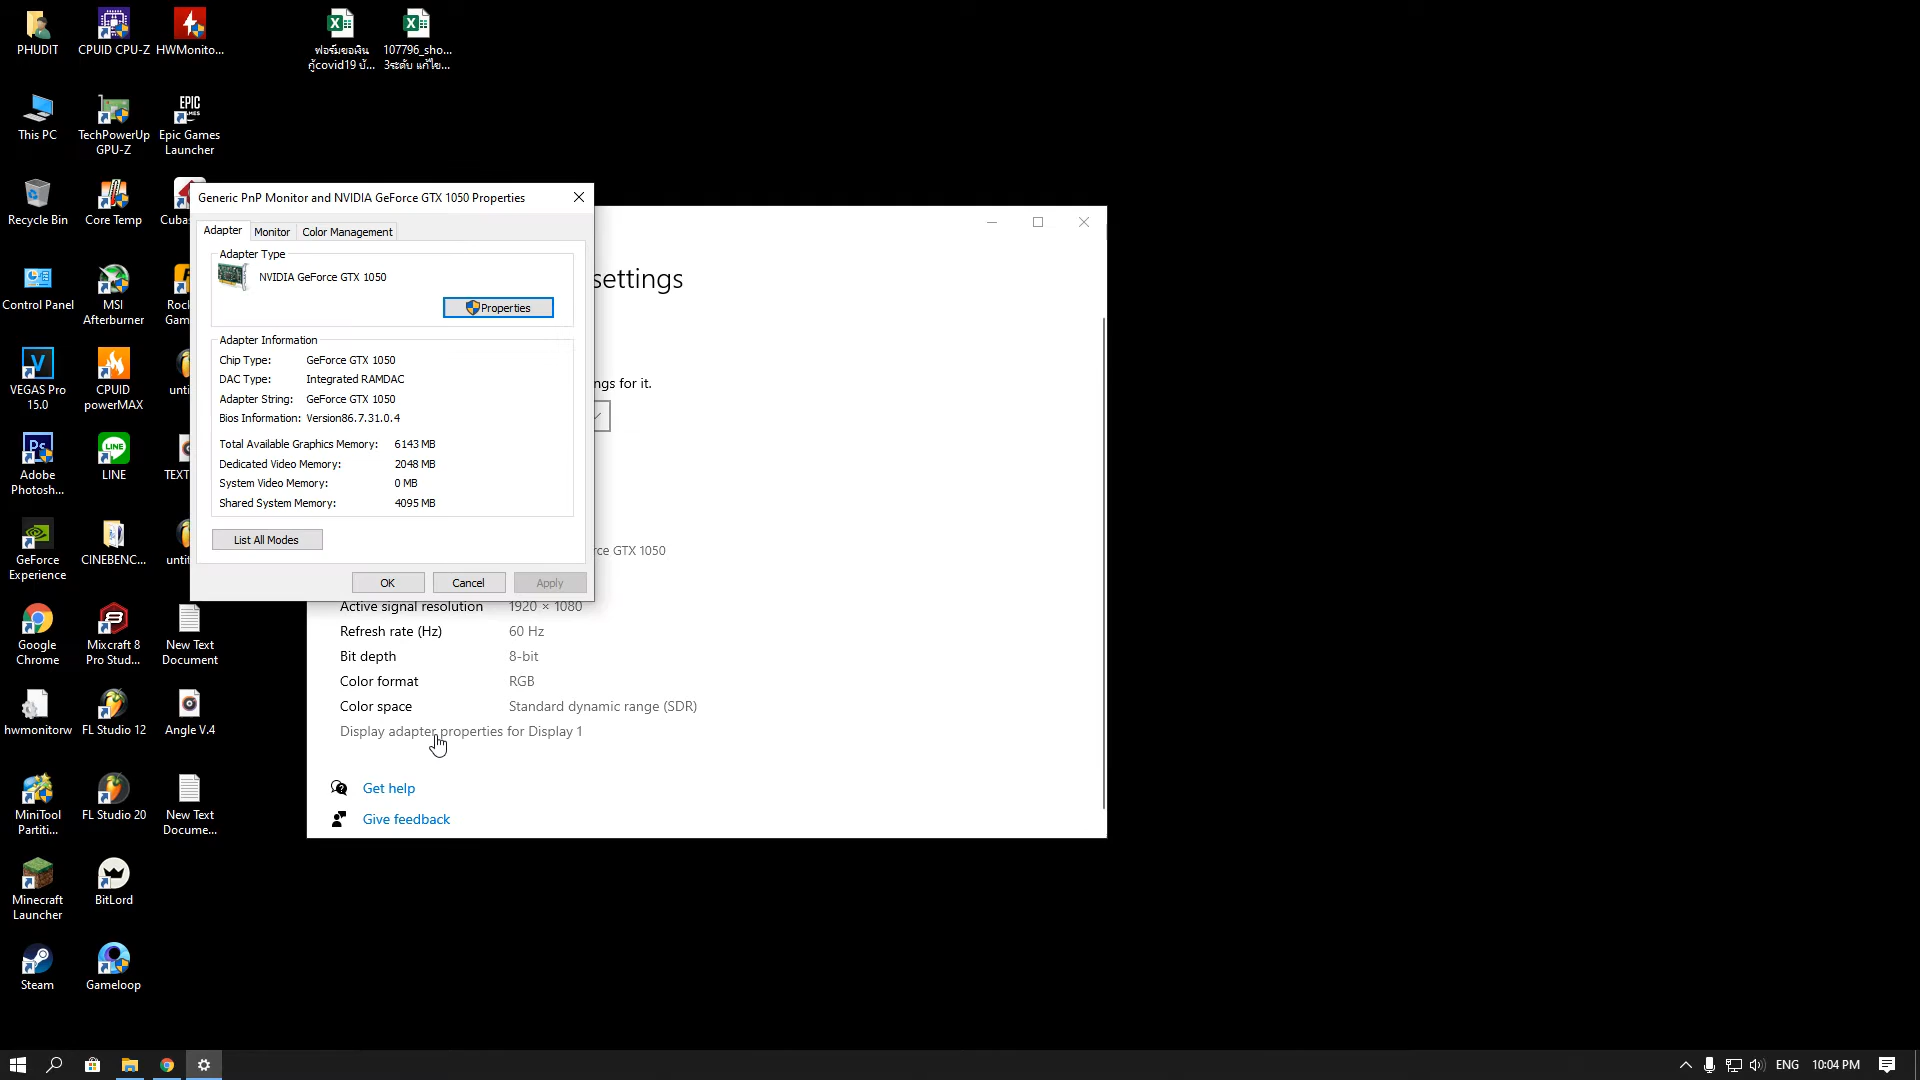 PHUDIT
CPUID CPU-Z
HWMonito...
ฟอร์มขอเงิน
กู้covid19 บั...
107796_sho...
3ระดับ แก้ไข...
This PC
TechPowerUp
GPU-Z
EPIC
GAMES
Epic Games
Launcher
Recycle Bin
Core Temp
Cuba
Control Panel
MSI
Afterburner
Roc
Gam
VEGAS Pro
15.0
CPUID
powerMAX
unti
Adobe
Photosh...
LINE
LINE
TEXT
GeForce
Experience
CINEBENC...
unti
Google
Chrome
Mixcraft 8
Pro Stud...
New Text
Document
hwmonitorw
FL Studio 12
Angle V.4
MiniTool
Partiti...
FL Studio 20
New Text
Docume...
Minecraft
Launcher
BitLord
Steam
Gameloop
Generic PnP Monitor and NVIDIA GeForce GTX 1050 Properties
Adapter
Monitor
Color Management
Adapter Type
NVIDIA GeForce GTX 1050
Properties
Adapter Information
Chip Type: GeForce GTX 1050
DAC Type: Integrated RAMDAC
Adapter String: GeForce GTX 1050
Bios Information: Version86.7.31.0.4
Total Available Graphics Memory: 6143 MB
Dedicated Video Memory: 2048 MB
System Video Memory: 0 MB
Shared System Memory: 4095 MB
List All Modes
OK
Cancel
Apply
settings
ngs for it.
rce GTX 1050
Active signal resolution 1920 × 1080
Refresh rate (Hz) 60 Hz
Bit depth 8-bit
Color format RGB
Color space Standard dynamic range (SDR)
Display adapter properties for Display 1
Get help
Give feedback
ENG
10:04 PM